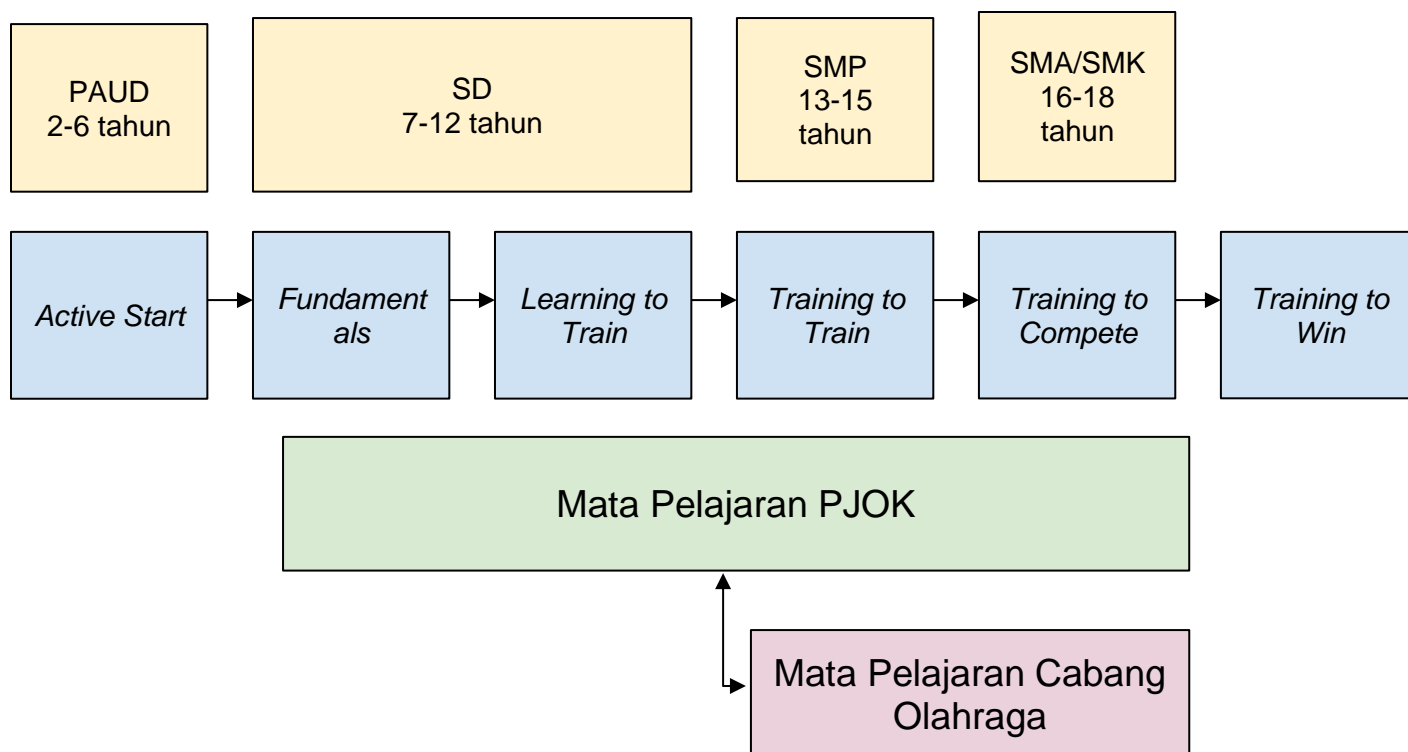 PAUD
2-6 tahun
SD
7-12 tahun
SMP
13-15
tahun
SMA/SMK
16-18
tahun
Active Start
Fundament
als
Learning to
Train
Training to
Train
Training to
Compete
Training to
Win
Mata Pelajaran PJOK
Mata Pelajaran Cabang
Olahraga